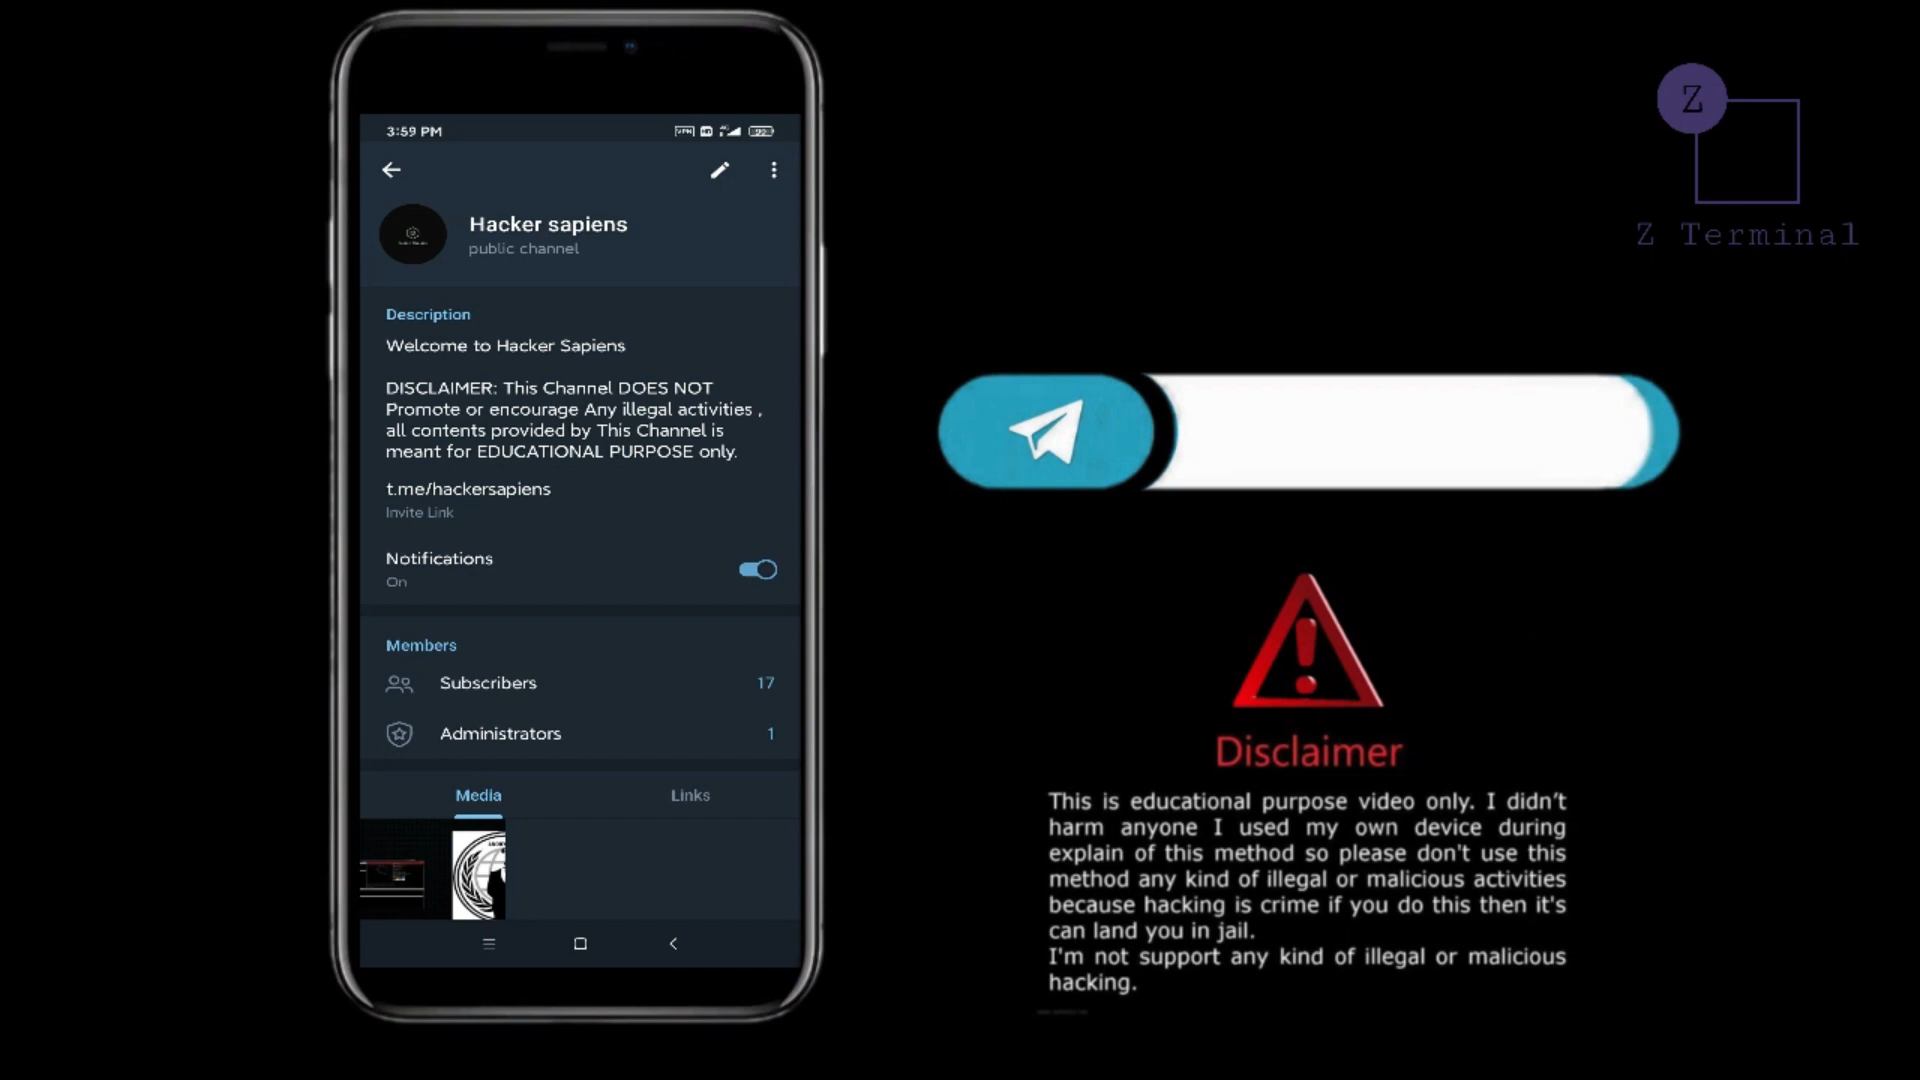 3:59 PM
Hacker sapiens
public channel
Description
Welcome to Hacker Sapiens
DISCLAIMER: This Channel DOES NOT
Promote or encourage Any illegal activities ,
all contents provided by This Channel is
meant for EDUCATIONAL PURPOSE only.
t.me/hackersapiens
Invite Link
Notifications
On
Members
Subscribers 17
Administrators 1
Media Links
Z
Z Terminal
Disclaimer
This is educational purpose video only. I didn't
harm anyone I used my own device during
explain of this method so please don't use this
method any kind of illegal or malicious activities
because hacking is crime if you do this then it's
can land you in jail.
I'm not support any kind of illegal or malicious
hacking.